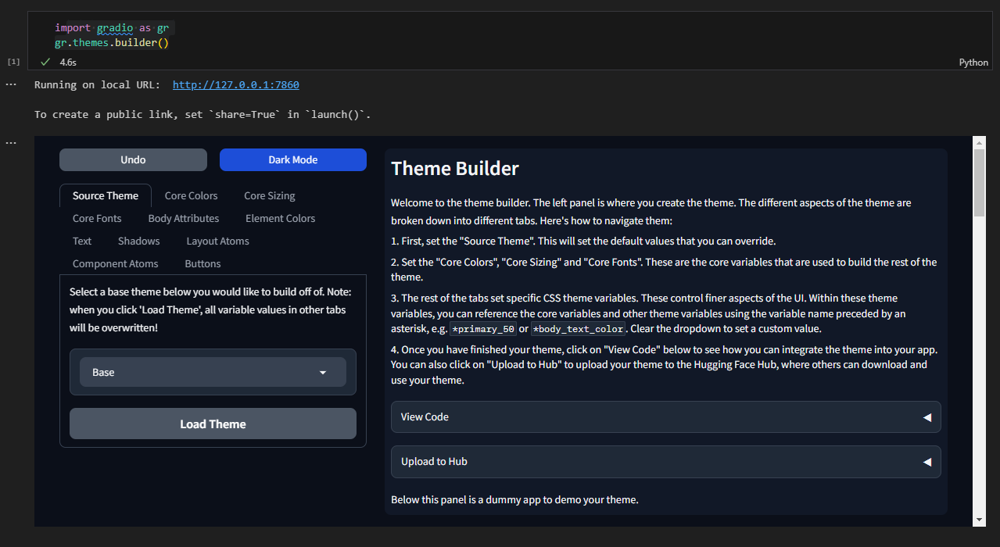 import gradio as gr
gr.themes.builder()
[1]
4.6s
Python
Running on local URL:  http://127.0.0.1:7860
To create a public link, set `share=True` in `launch()`.
Undo
Dark Mode
Source Theme
Core Colors
Core Sizing
Core Fonts
Body Attributes
Element Colors
Text
Shadows
Layout Atoms
Component Atoms
Buttons
Select a base theme below you would like to build off of. Note:
when you click 'Load Theme', all variable values in other tabs
will be overwritten!
Base
Load Theme
Theme Builder
Welcome to the theme builder. The left panel is where you create the theme. The different aspects of the theme are
broken down into different tabs. Here's how to navigate them:
1. First, set the "Source Theme". This will set the default values that you can override.
2. Set the "Core Colors", "Core Sizing" and "Core Fonts". These are the core variables that are used to build the rest of the
theme.
3. The rest of the tabs set specific CSS theme variables. These control finer aspects of the UI. Within these theme
variables, you can reference the core variables and other theme variables using the variable name preceded by an
asterisk, e.g. *primary_50 or *body_text_color. Clear the dropdown to set a custom value.
4. Once you have finished your theme, click on "View Code" below to see how you can integrate the theme into your app.
You can also click on "Upload to Hub" to upload your theme to the Hugging Face Hub, where others can download and
use your theme.
View Code
Upload to Hub
Below this panel is a dummy app to demo your theme.